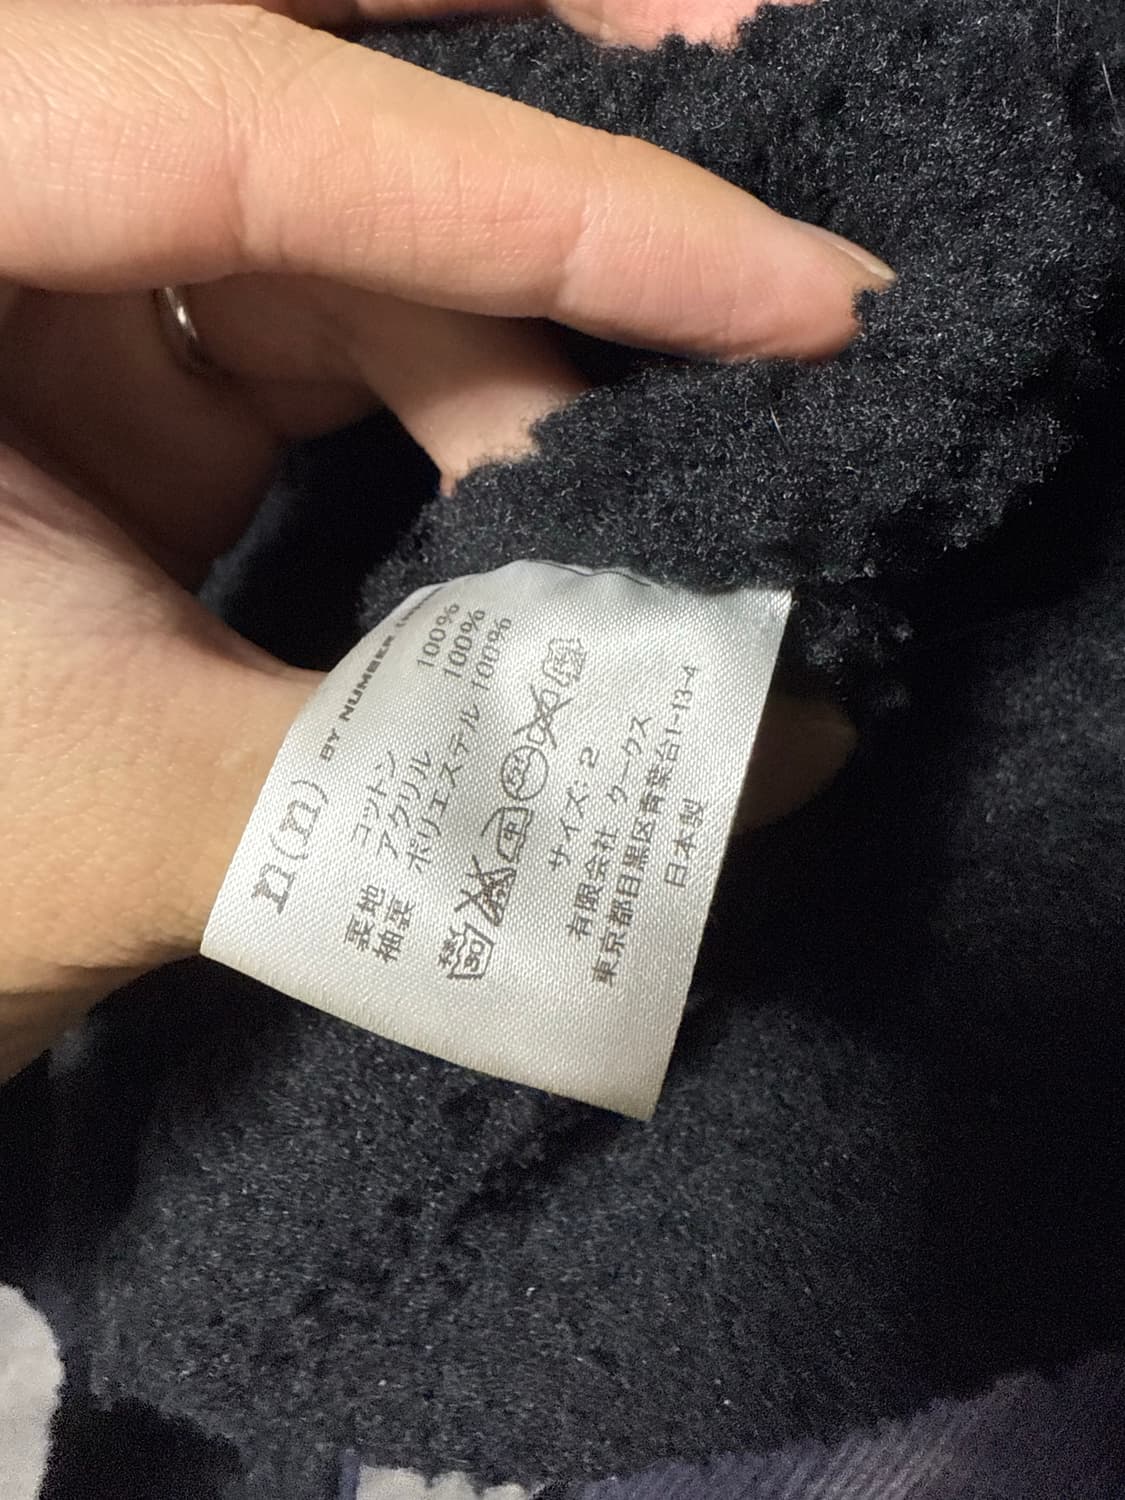 n(n) BY NUMBER (N)
コットン 100%
裏地 アクリル 100%
袖裏 ポリエステル 100%
サイズ: 2
有限会社 クークス
東京都目黒区青葉台1-13-4
日本製